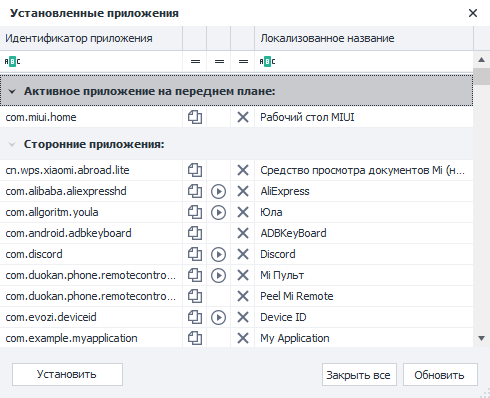 Установленные приложения
Идентификатор приложения Локализованное название
ABC = = = ABC
Активное приложение на переднем плане:
com.miui.home Рабочий стол MIUI
Сторонние приложения:
cn.wps.xiaomi.abroad.lite Средство просмотра документов Mi (н...
com.alibaba.aliexpresshd AliExpress
com.allgoritm.youla Юла
com.android.adbkeyboard ADBKeyBoard
com.discord Discord
com.duokan.phone.remotecontro... Mi Пульт
com.duokan.phone.remotecontro... Peel Mi Remote
com.evozi.deviceid Device ID
com.example.myapplication My Application
Установить Закрыть все Обновить